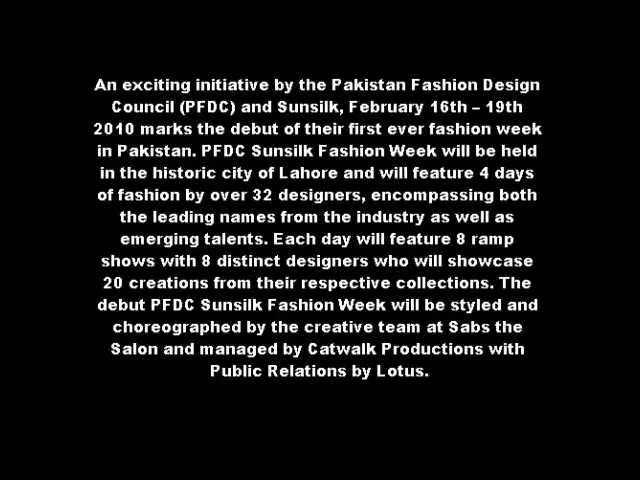 An exciting initiative by the Pakistan Fashion Design
Council (PFDC) and Sunsilk, February 16th – 19th
2010 marks the debut of their first ever fashion week
in Pakistan. PFDC Sunsilk Fashion Week will be held
in the historic city of Lahore and will feature 4 days
of fashion by over 32 designers, encompassing both
the leading names from the industry as well as
emerging talents. Each day will feature 8 ramp
shows with 8 distinct designers who will showcase
20 creations from their respective collections. The
debut PFDC Sunsilk Fashion Week will be styled and
choreographed by the creative team at Sabs the
Salon and managed by Catwalk Productions with
Public Relations by Lotus.